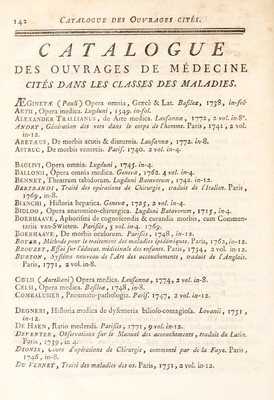 142 CATALOGUE DES OUVRAGES CITÉS.
CATALOGUE
DES OUVRAGES DE MÉDECINE
CITÉS DANS LES CLASSES DES MALADIES.
ÆGINETÆ (Pauli) Opera omnia, Græcè & Lat. Basileæ, 1738, in-fol.
AETII, Opera medica. Lugduni, 1549. in-fol.
ALEXANDER TRALLIANUS, de Arte medica. Lausannæ, 1772, 2 vol. in-8°.
ANDRY, Génération des vers dans le corps de l'homme. Paris, 1741, 2 vol.
in-12.
ARETÆUS, De morbis acutis & diuturnis. Lausannæ, 1772. in-8.
ASTRUC, De morbis venereis. Paris. 1740. 2 vol. in-4.
BAGLIVI, Opera omnia. Lugduni, 1745. in-4.
BALLONII, Opera omnia medica. Geneva, 1762. 4 vol. in-4.
BENNET, Theatrum tabidorum. Lugduni Batavorum, 1742. in-12.
BERTRANDI, Traité des opérations de Chirurgie, traduit de l'Italien. Paris,
1769, in-8.
BIANCHI, Historia hepatica. Geneva, 1725, 2 vol. in-4.
BIDLOO, Opera anatomico-chirurgica. Lugduni Batavorum, 1715, in-4.
BOERHAAVE, Aphorismi de cognoscendis & curandis morbis, cum Commen-
tariis van-Swieten. Parisiis, 5 vol. in-4. 1769.
BOERHAAVE, De morbis oculorum. Parisiis, 1748, in-12.
BOYER, Méthode pour le traitement des maladies épidémiques. Paris, 1762, in-12.
BROUZET, Essai sur l'éducat. médicinale des enfants. Paris, 1754, 2 vol. in-12.
BURTON, Système nouveau de l'Art des accouchements, traduit de l'Anglois.
Paris, 1771, 2 vol. in-8.
CŒLII (Aureliani) Opera medica. Lausannæ, 1774, 2 vol. in-8.
CELSI, Opera medica. Basileæ, 1748, in-8.
COMBALUSIER, Pneumato-pathologia. Paris. 1747, 2 vol. in-12.
DEGNERI, Historia medica de dysenteria bilioso-contagiosa. Lovanii, 1751,
in-12.
DE HAEN, Ratio medendi. Parisiis, 1771, 9 vol. in-12.
DEVENTER, Observations sur le Manuel des accouchements, traduit du Latin.
Paris, 1739, in 4.
DIONIS, Cours d'opérations de Chirurgie, commenté par de la Faye. Paris,
1746, in-8.
DU VERNEY, Traité des maladies des os. Paris, 1751, 2 vol. in-12.